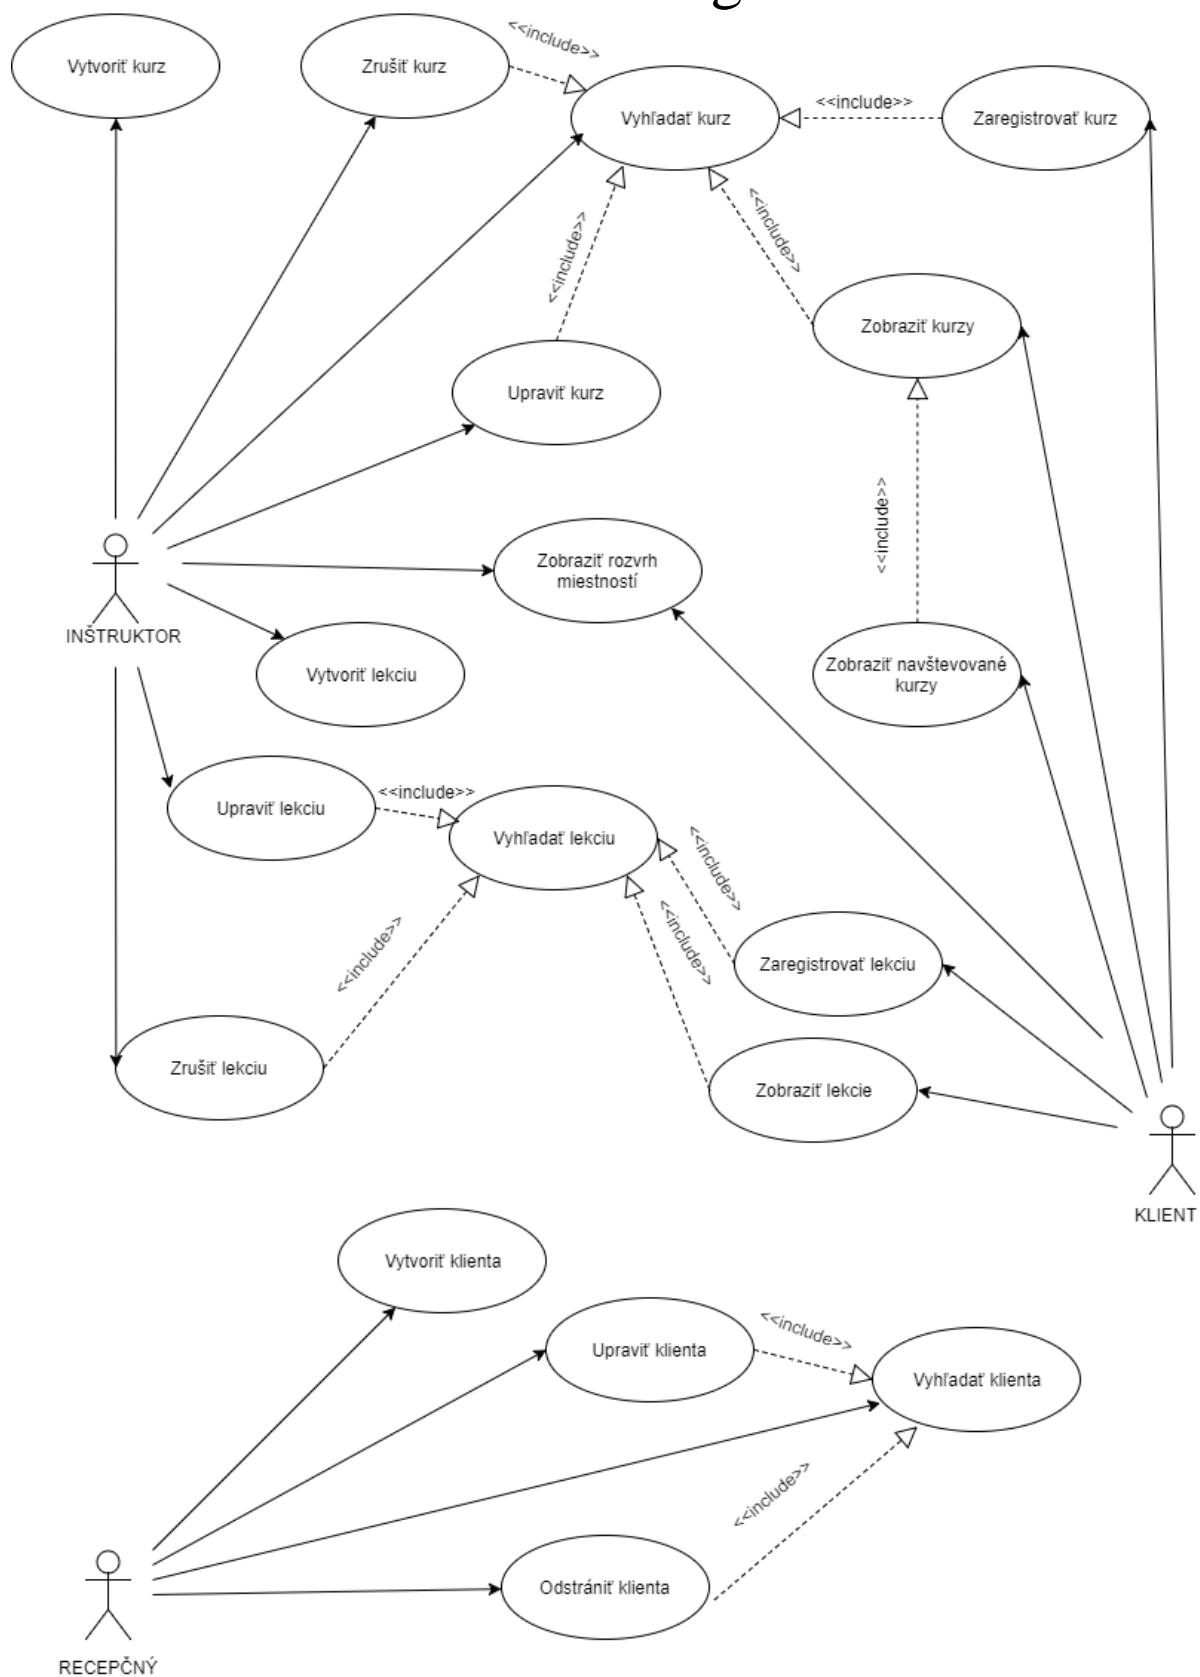 <<include>>
Vytvoriť kurz
Zrušiť kurz
Vyhľadať kurz
<<include>>
Zaregistrovať kurz
<<include>>
<<include>>
Zobraziť kurzy
Upraviť kurz
<<include>>
Zobraziť rozvrh
miestností
INŠTRUKTOR
Vytvoriť lekciu
Zobraziť navštevované
kurzy
Upraviť lekciu
<<include>>
Vyhľadať lekciu
<<include>>
<<include>>
<<include>>
Zaregistrovať lekciu
Zrušiť lekciu
Zobraziť lekcie
KLIENT
Vytvoriť klienta
Upraviť klienta
<<include>>
Vyhľadať klienta
<<include>>
Odstrániť klienta
RECEPČNÝ